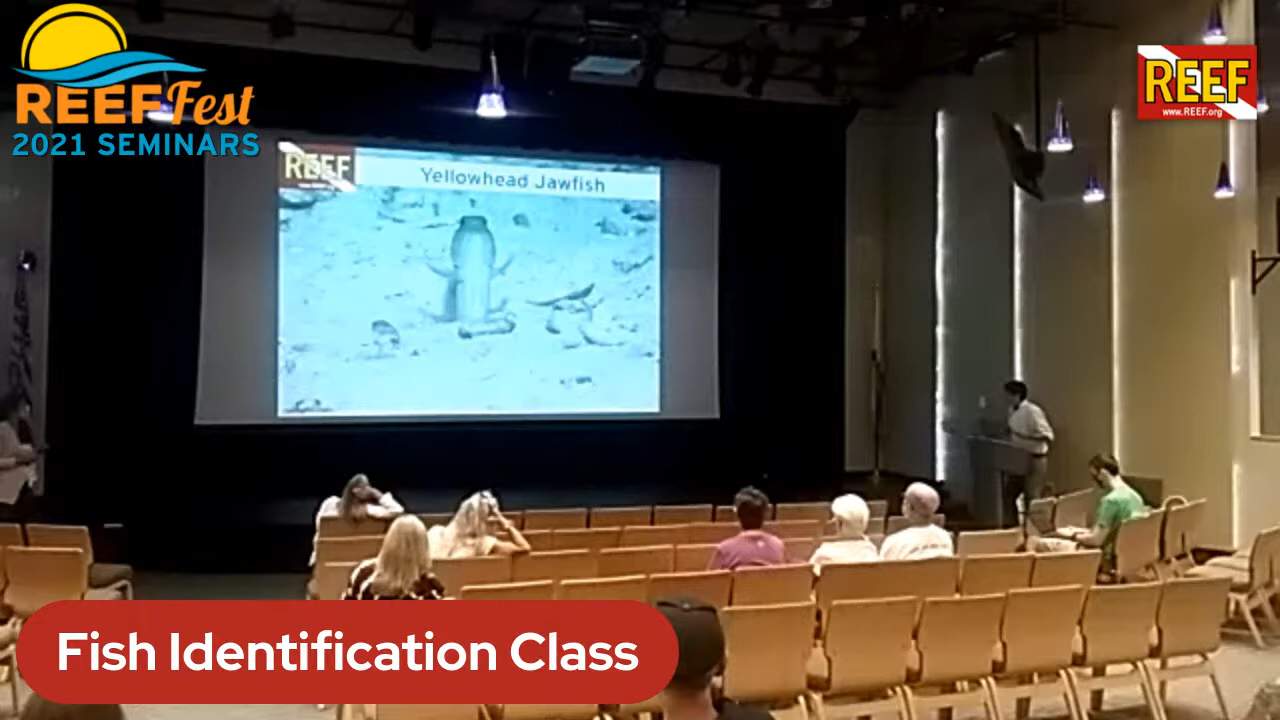 REEF Fest
2021 SEMINARS
REEF
www.REEF.org
REEF
Yellowhead Jawfish
Fish Identification Class